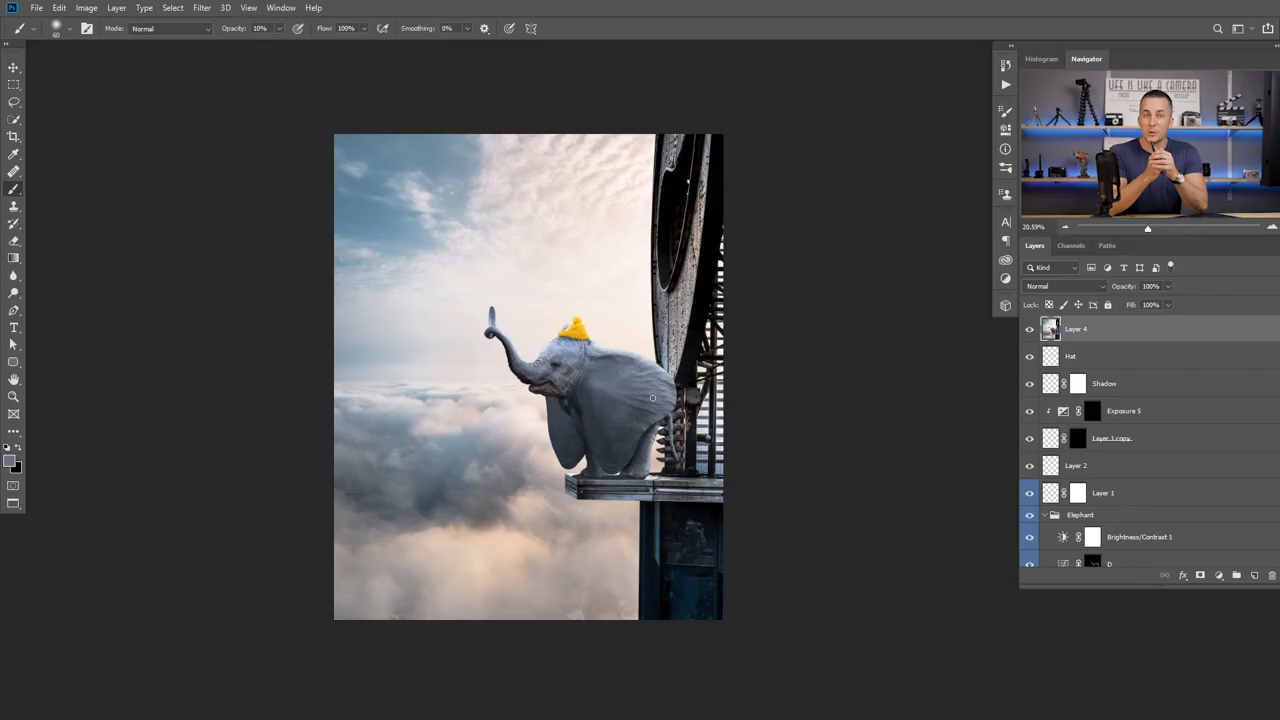 Ps File Edit Image Layer Type Select Filter 3D View Window Help
60 Mode: Normal Opacity: 10% Flow: 100% Smoothing: 0%
Histogram Navigator
LIFE IS LIKE A CAMERA
20.59%
Layers Channels Paths
Kind
Normal Opacity: 100%
Lock: Fill: 100%
Layer 4
Hat
Shadow
Exposure 5
Layer 1 copy
Layer 2
Layer 1
Elephant
Brightness/Contrast 1
D